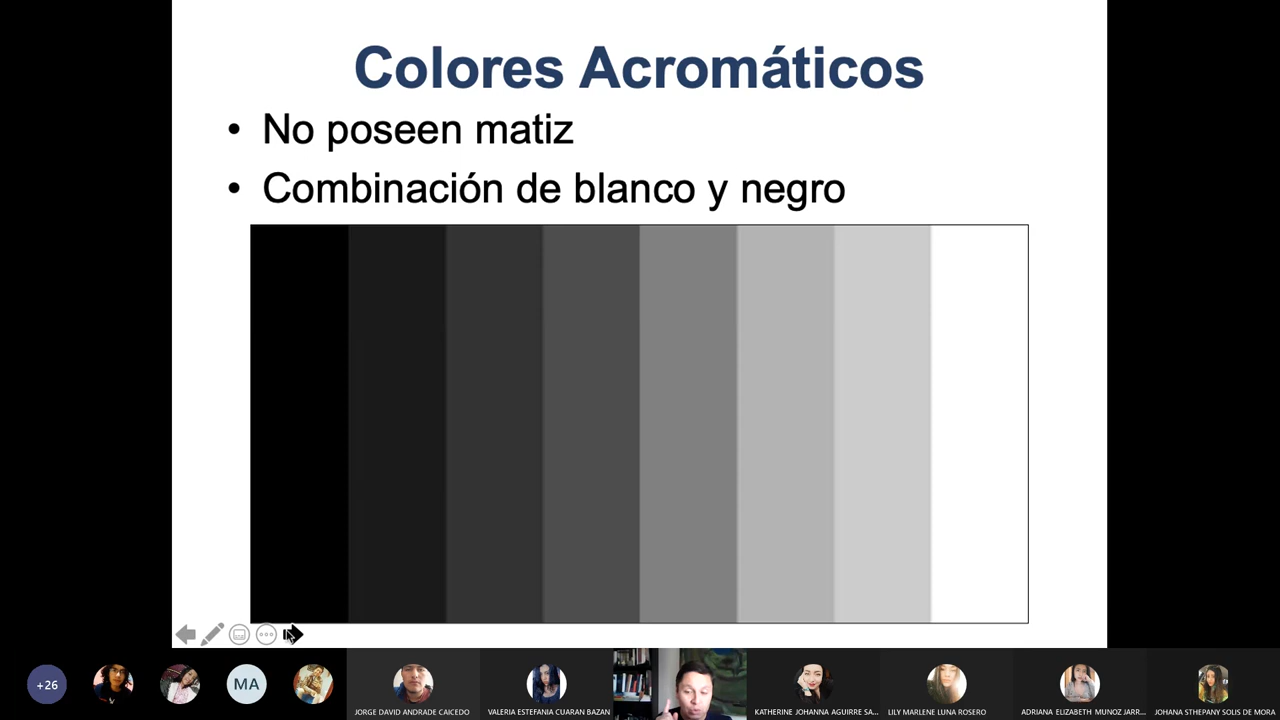 Colores Acromáticos
• No poseen matiz
• Combinación de blanco y negro
+26
MA
JORGE DAVID ANDRADE CAICEDO
VALERIA ESTEFANIA CUARAN BAZAN
KATHERINE JOHANNA AGUIRRE SA...
LILY MARLENE LUNA ROSERO
ADRIANA ELIZABETH MUNOZ JARR...
JOHANA STHEPANY SOLIS DE MORA